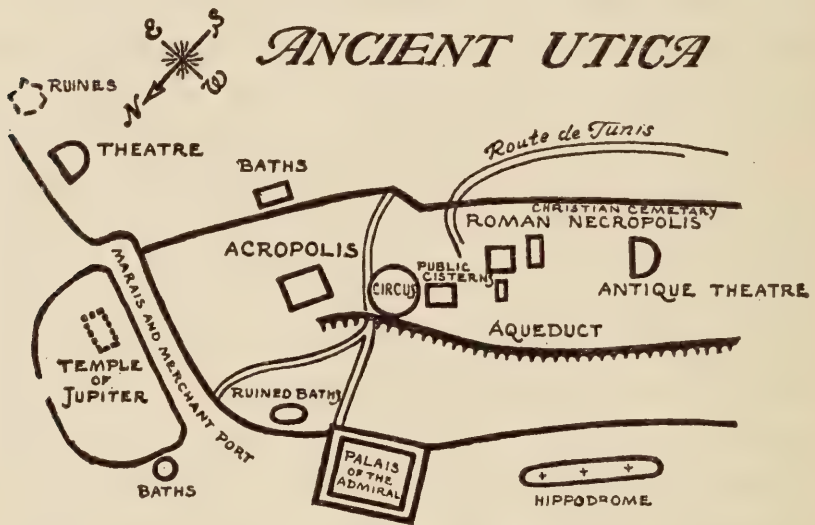 ANCIENT UTICA
E
S
N
W
RUINES
THEATRE
BATHS
Route de Tunis
CHRISTIAN CEMETARY
ROMAN NECROPOLIS
ACROPOLIS
PUBLIC
CISTERNS
CIRCUS
ANTIQUE THEATRE
AQUEDUCT
MARAIS AND MERCHANT PORT
TEMPLE
OF
JUPITER
RUINED BATHS
BATHS
PALAIS
OF THE
ADMIRAL
HIPPODROME